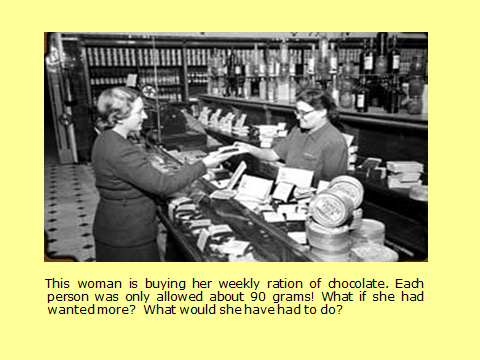 This woman is buying her weekly ration of chocolate. Each
person was only allowed about 90 grams! What if she had
wanted more? What would she have had to do?